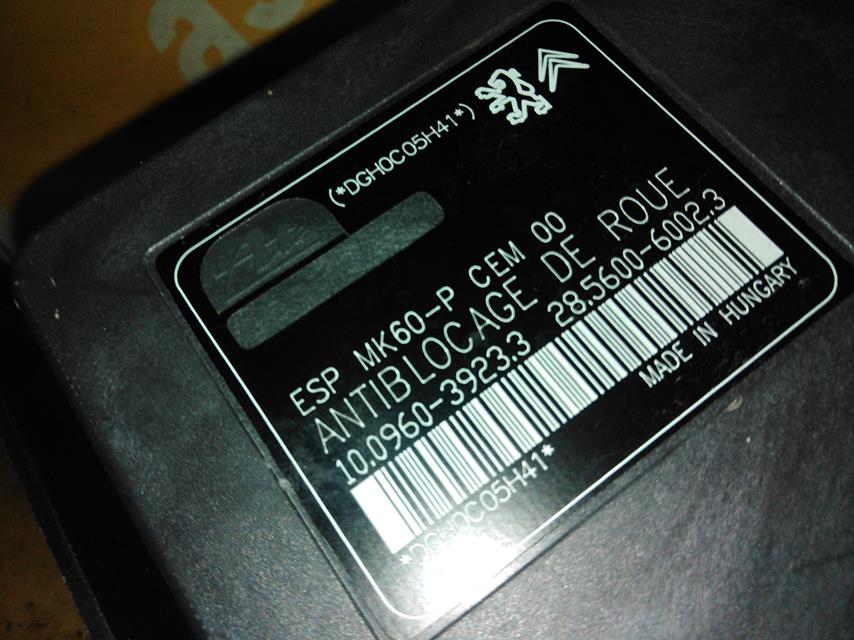 (*DGH0C05H41*)
ESP MK60-P CEM 00
ANTIBLOCAGE DE ROUE
10.0960-3923.3 28.5600-6002.3
MADE IN HUNGARY
*DGH0C05H41*